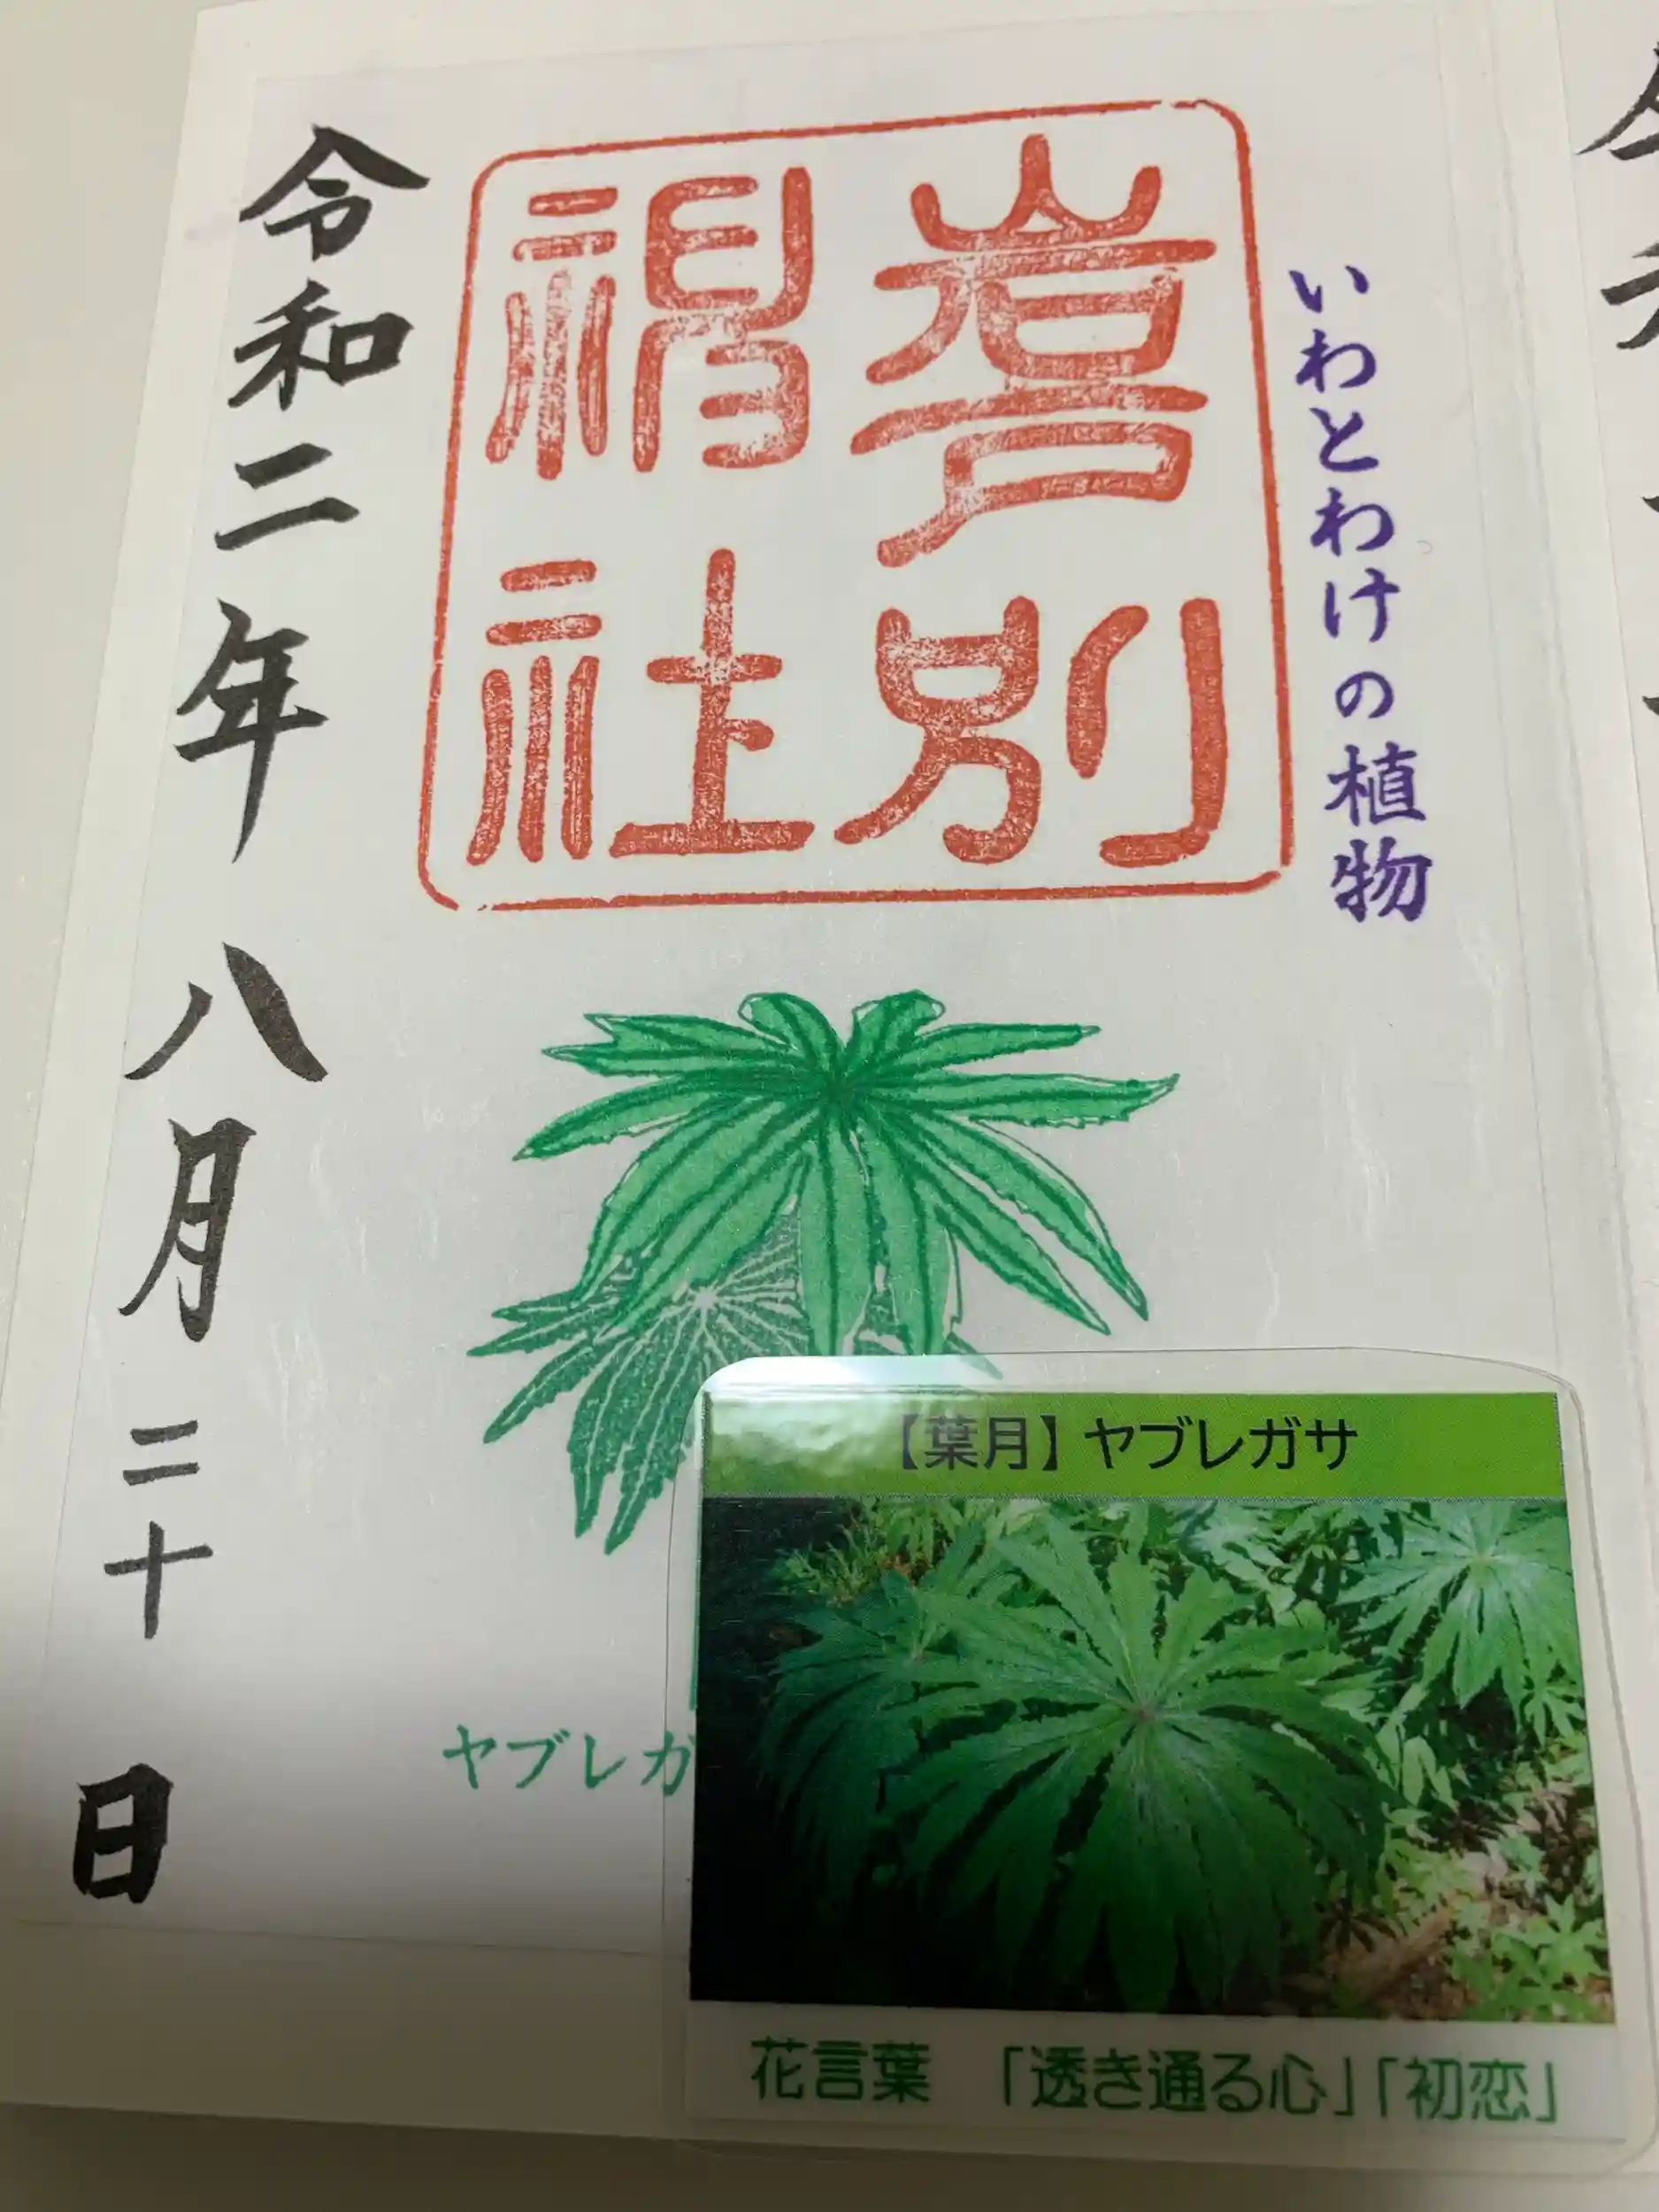 いわとわけの植物
岩戸別
神社
令和二年 八月二十日
ヤブレガ
【葉月】ヤブレガサ
花言葉 「透き通る心」「初恋」